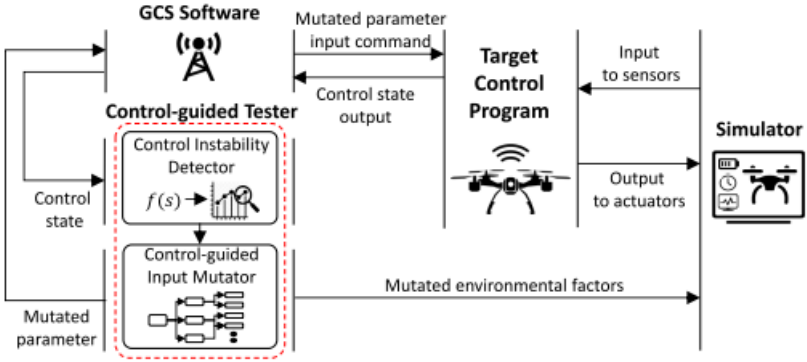 GCS Software
Mutated parameter
input command
Control state
output
Target
Control
Program
Input
to sensors
Output
to actuators
Simulator
Control-guided Tester
Control Instability
Detector
f(s)
Control
state
Control-guided
Input Mutator
Mutated
parameter
Mutated environmental factors